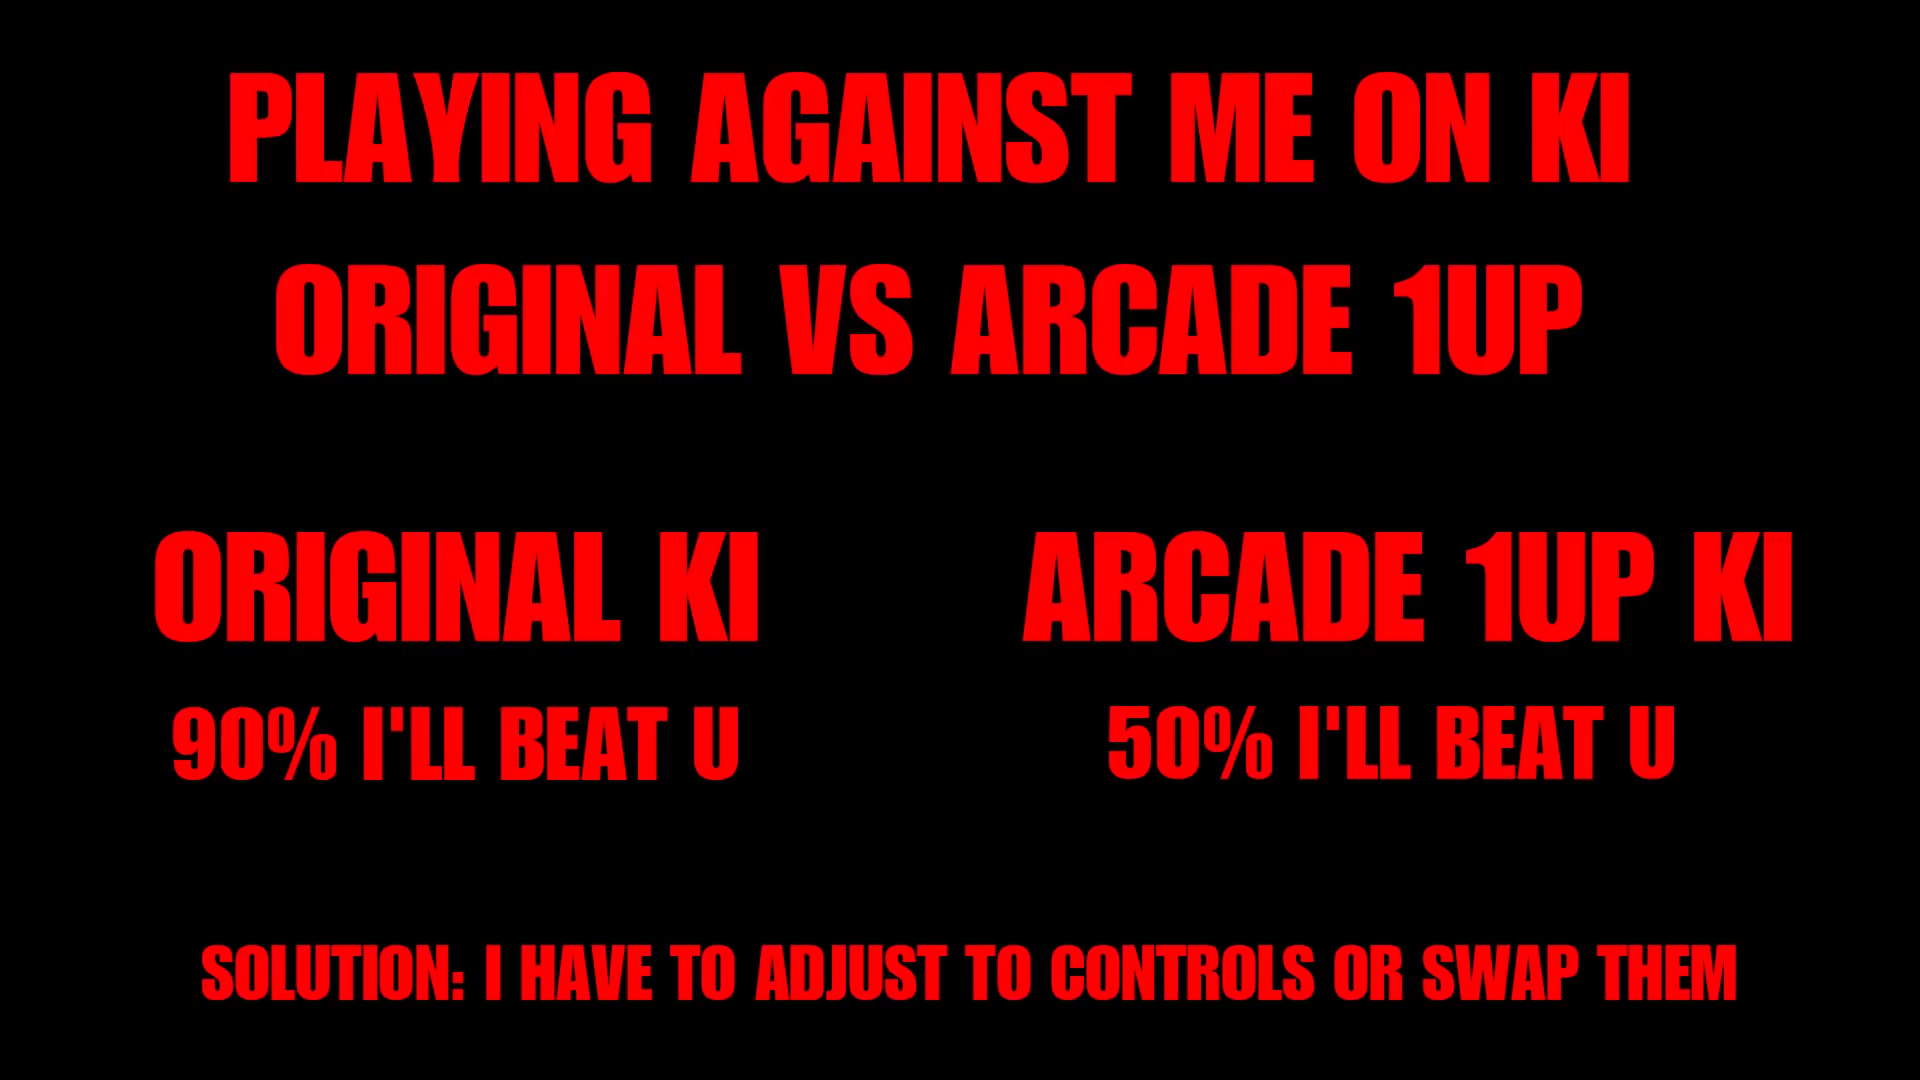 PLAYING AGAINST ME ON KI
ORIGINAL VS ARCADE 1UP
ORIGINAL KI
ARCADE 1UP KI
90% I'LL BEAT U
50% I'LL BEAT U
SOLUTION: I HAVE TO ADJUST TO CONTROLS OR SWAP THEM